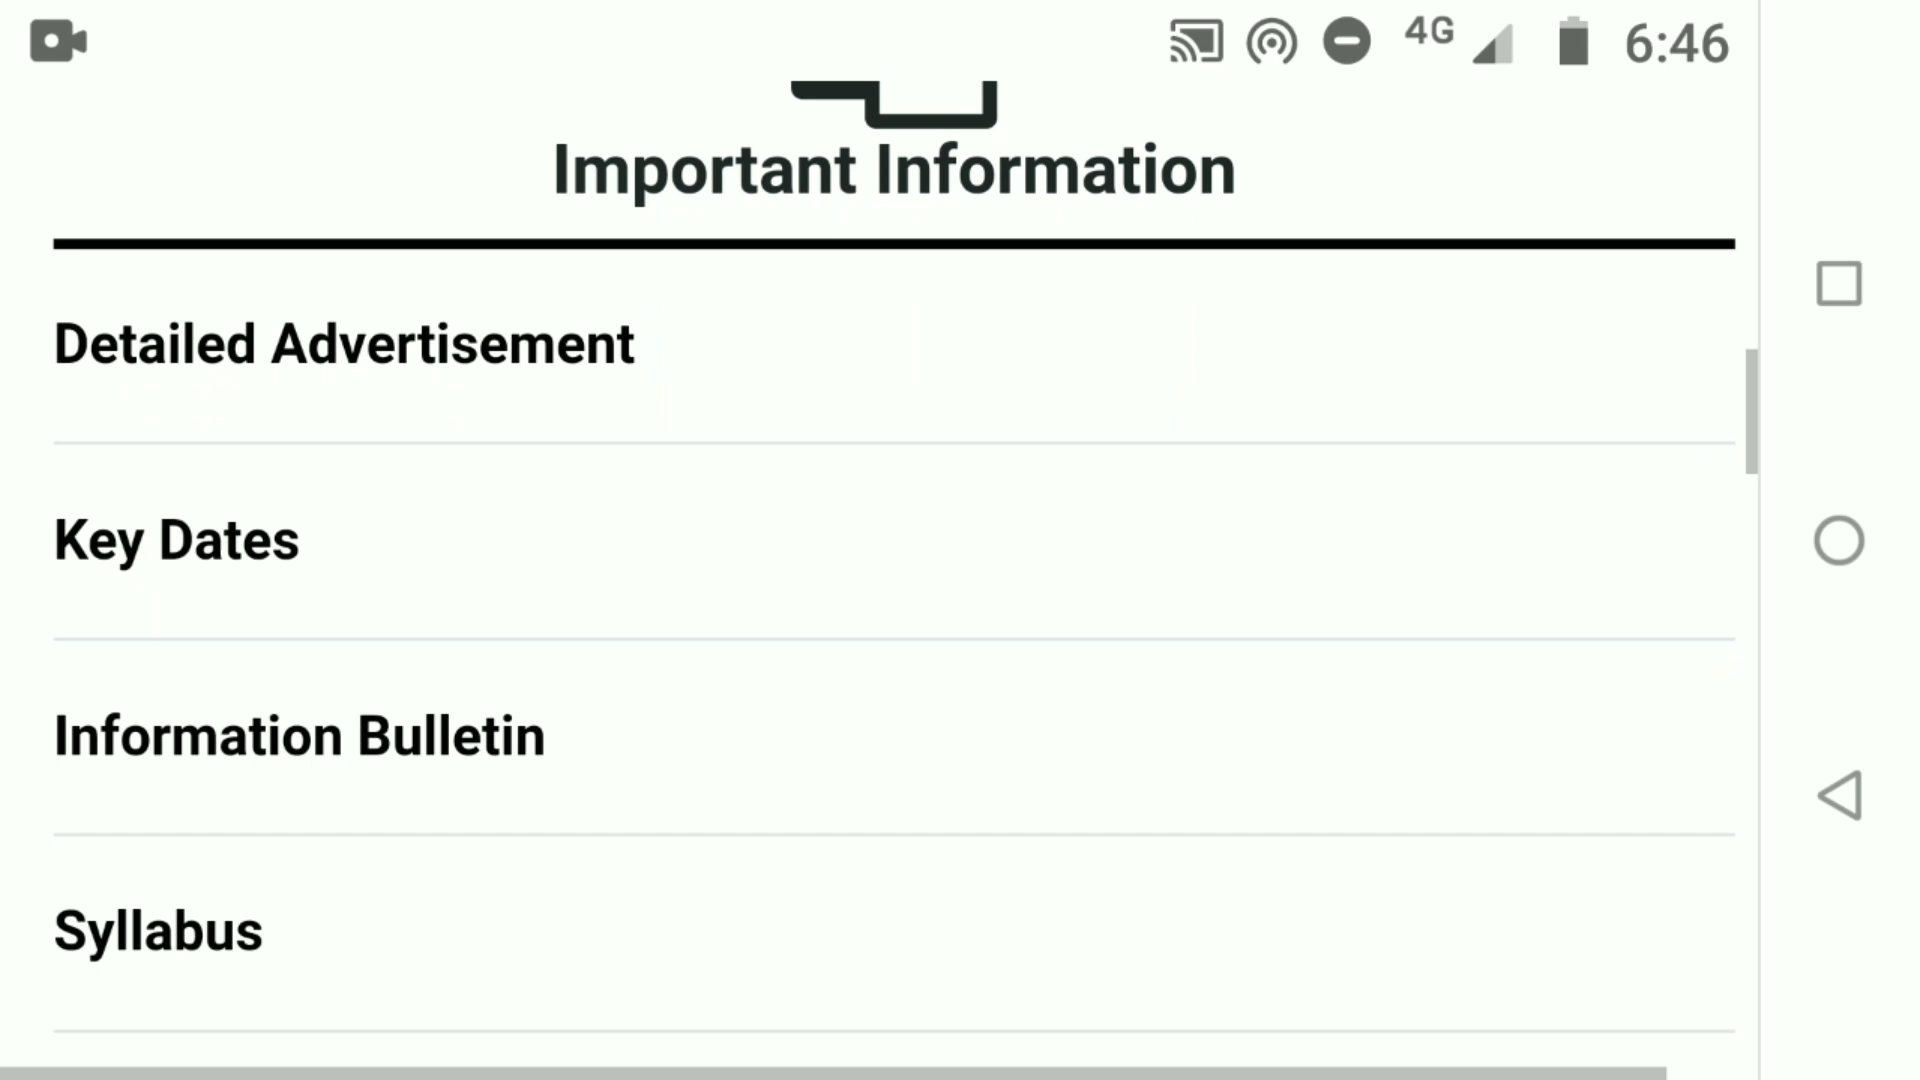 4G 6:46
Important Information
Detailed Advertisement
Key Dates
Information Bulletin
Syllabus